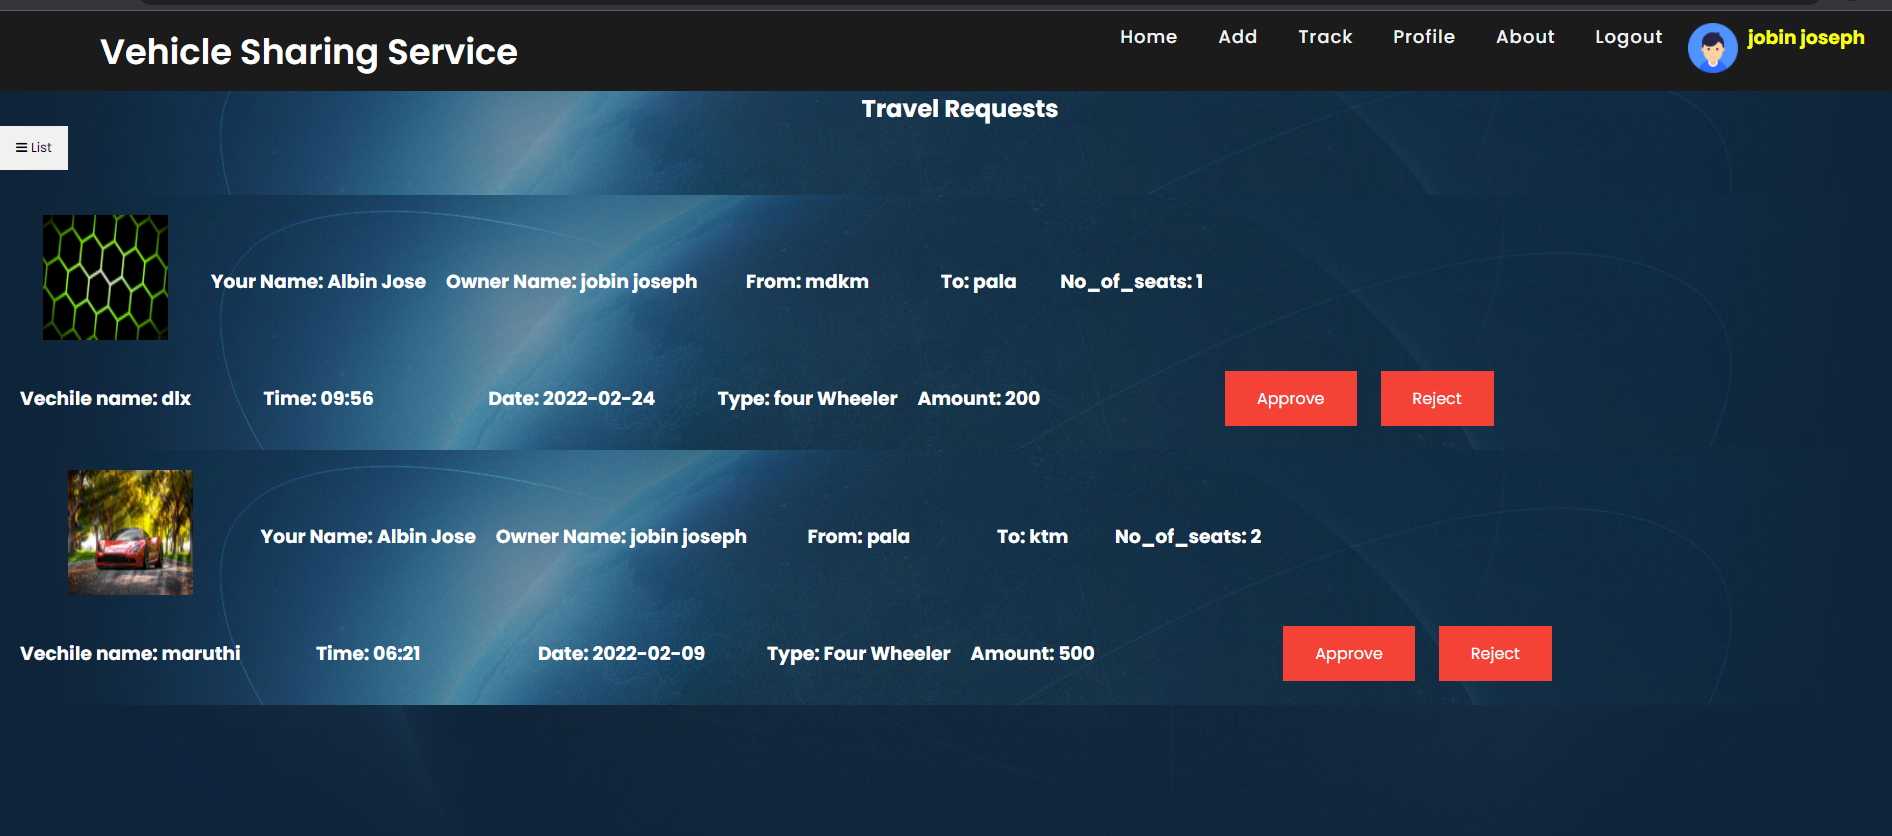 Vehicle Sharing Service
Home Add Track Profile About Logout jobin joseph
Travel Requests
List
Your Name: Albin Jose Owner Name: jobin joseph From: mdkm To: pala No_of_seats: 1
Vechile name: dlx Time: 09:56 Date: 2022-02-24 Type: four Wheeler Amount: 200 Approve Reject
Your Name: Albin Jose Owner Name: jobin joseph From: pala To: ktm No_of_seats: 2
Vechile name: maruthi Time: 06:21 Date: 2022-02-09 Type: Four Wheeler Amount: 500 Approve Reject